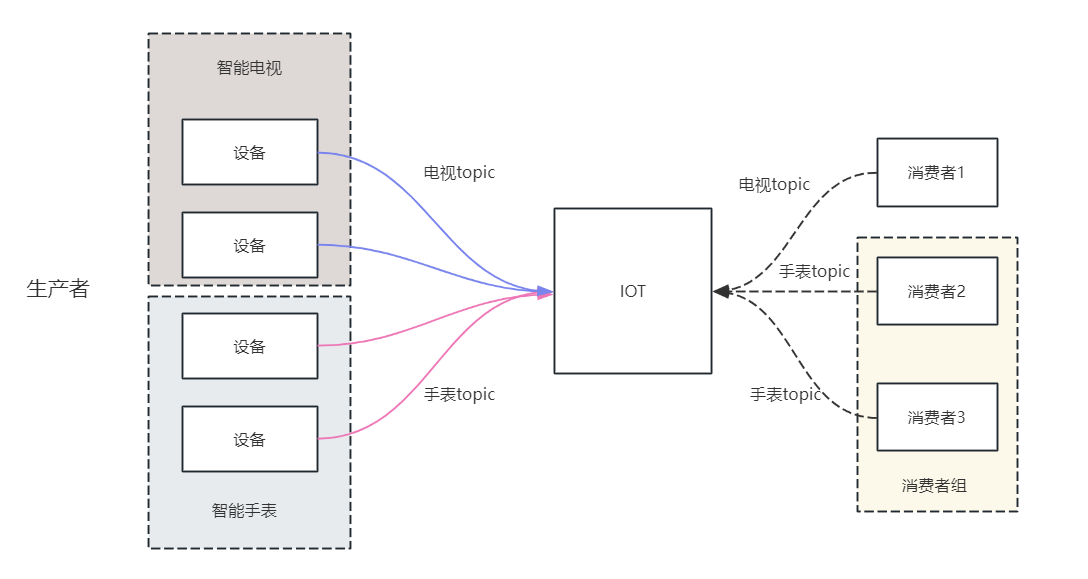 智能电视
设备
设备
生产者
设备
设备
智能手表
电视topic
手表topic
IOT
电视topic
手表topic
手表topic
消费者1
消费者2
消费者3
消费者组